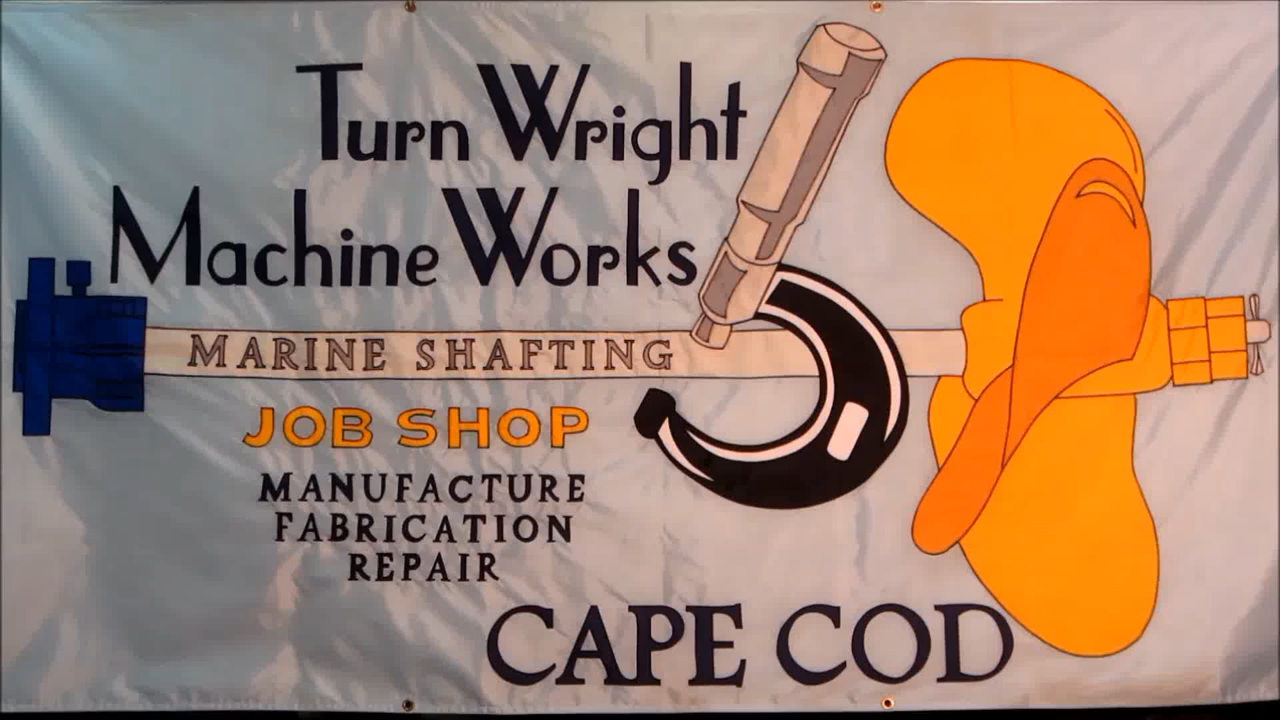 Turn Wright
Machine Works
MARINE SHAFTING
JOB SHOP
MANUFACTURE
FABRICATION
REPAIR
CAPE COD